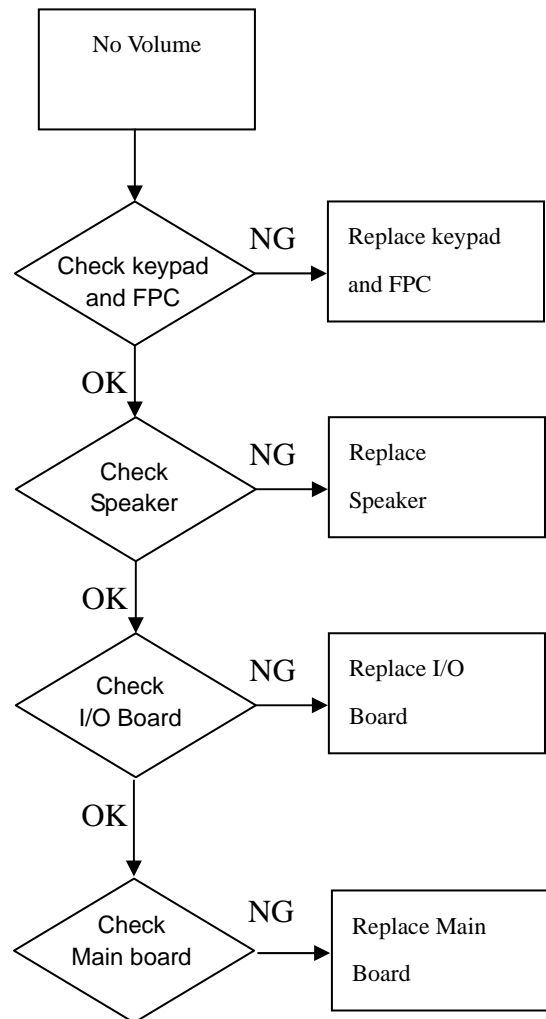 No Volume
Check keypad
and FPC
NG
Replace keypad
and FPC
OK
Check
Speaker
NG
Replace
Speaker
OK
Check
I/O Board
NG
Replace I/O
Board
OK
Check
Main board
NG
Replace Main
Board